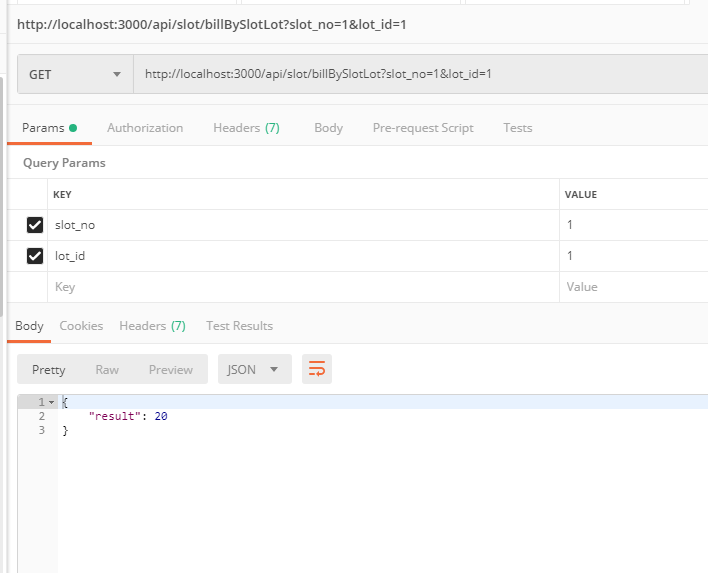 http://localhost:3000/api/slot/billBySlotLot?slot_no=1&lot_id=1
GET http://localhost:3000/api/slot/billBySlotLot?slot_no=1&lot_id=1
Params Authorization Headers (7) Body Pre-request Script Tests
Query Params
KEY VALUE
slot_no 1
lot_id 1
Key Value
Body Cookies Headers (7) Test Results
Pretty Raw Preview JSON
1 {
2 "result": 20
3 }